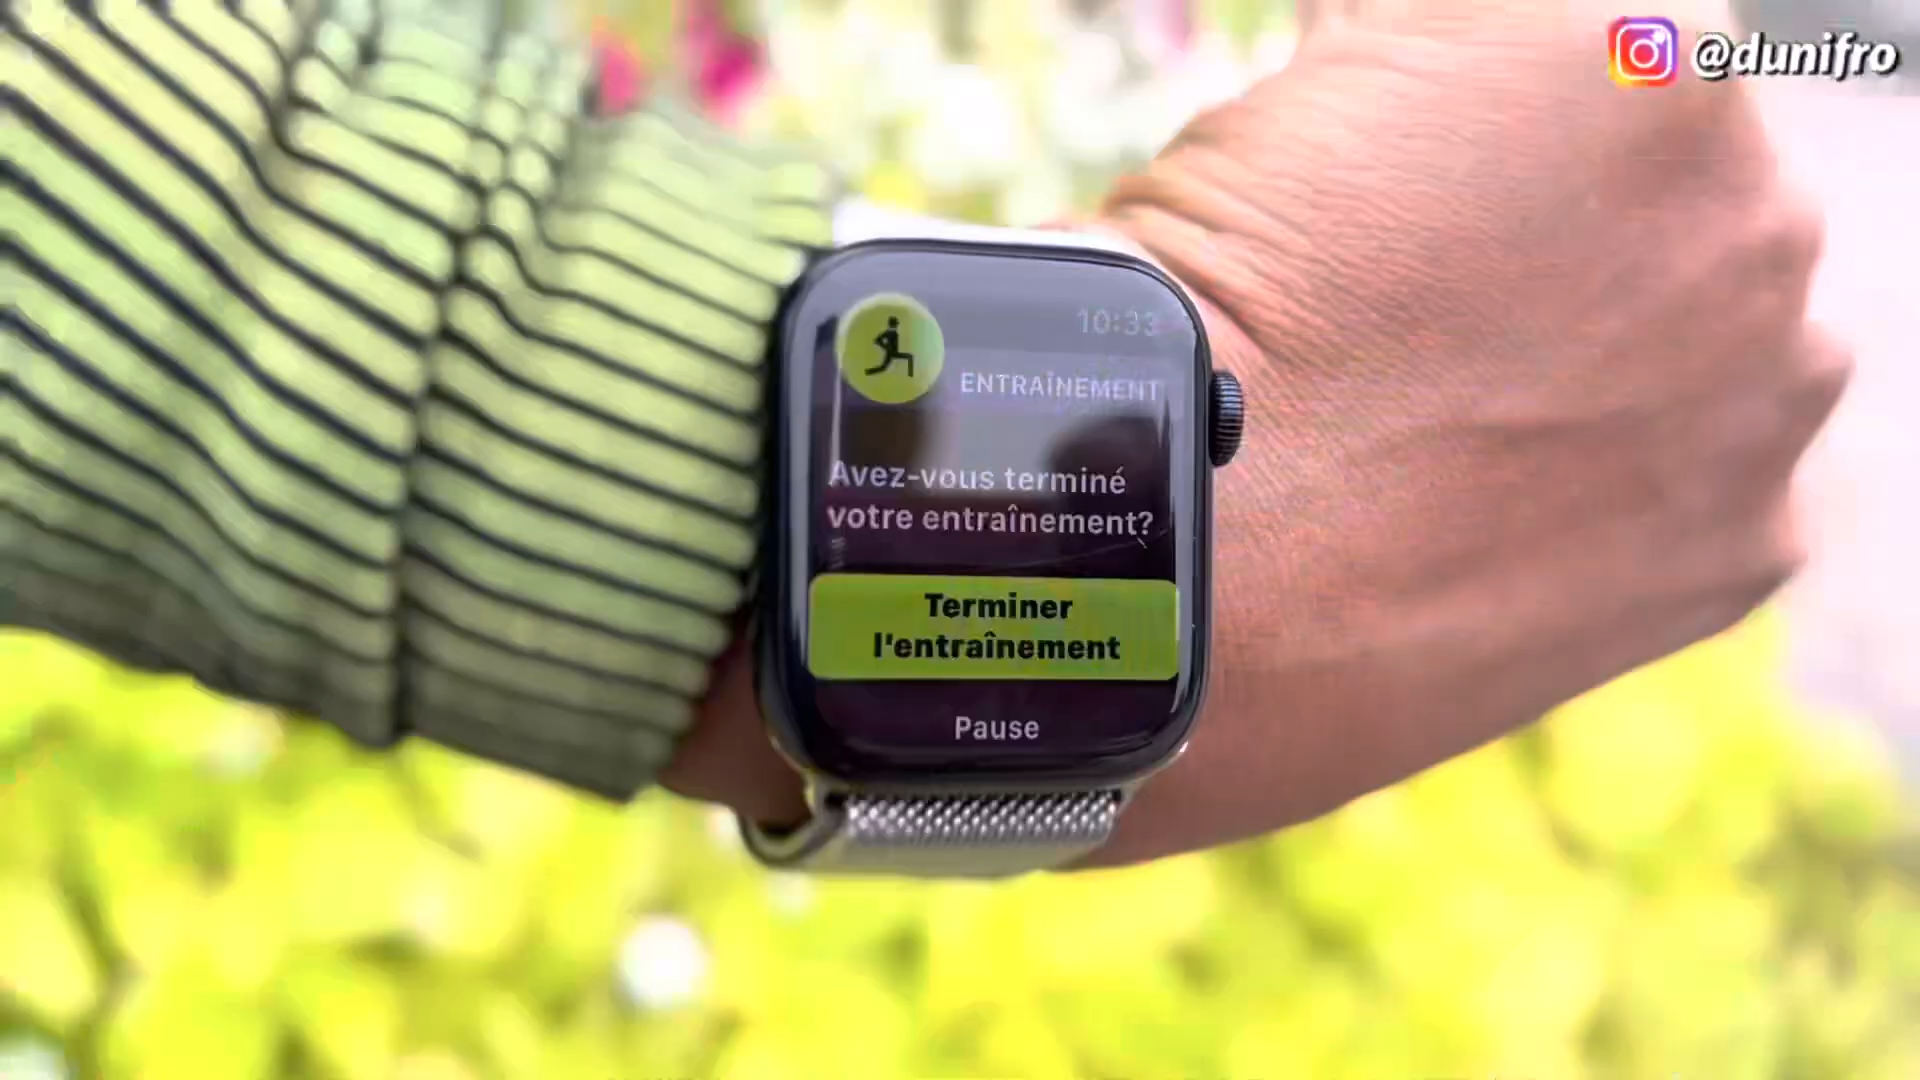 @dunifro
10:33
ENTRAÎNEMENT
Avez-vous terminé
votre entraînement?
Terminer
l'entraînement
Pause